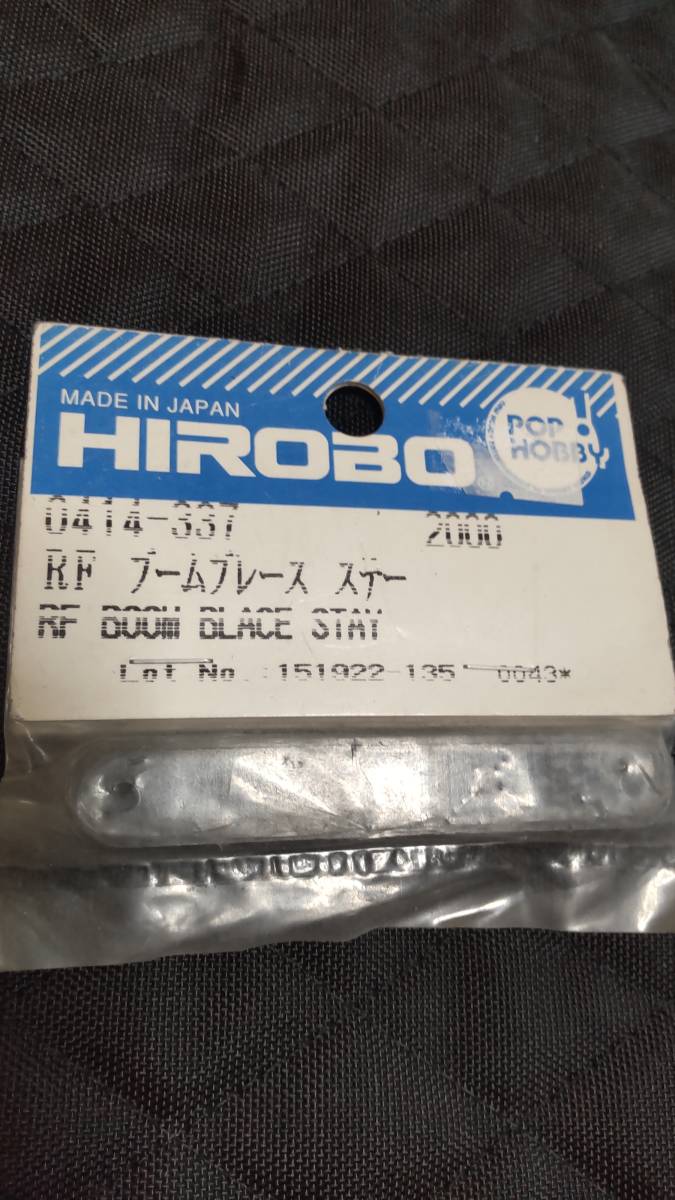 MADE IN JAPAN
HIROBO
POP!
HOBBY
0414-337 2000
RF ブームブレース ステー
RF BOOM BLACE STAY
Lot No.:151922-135 0043*